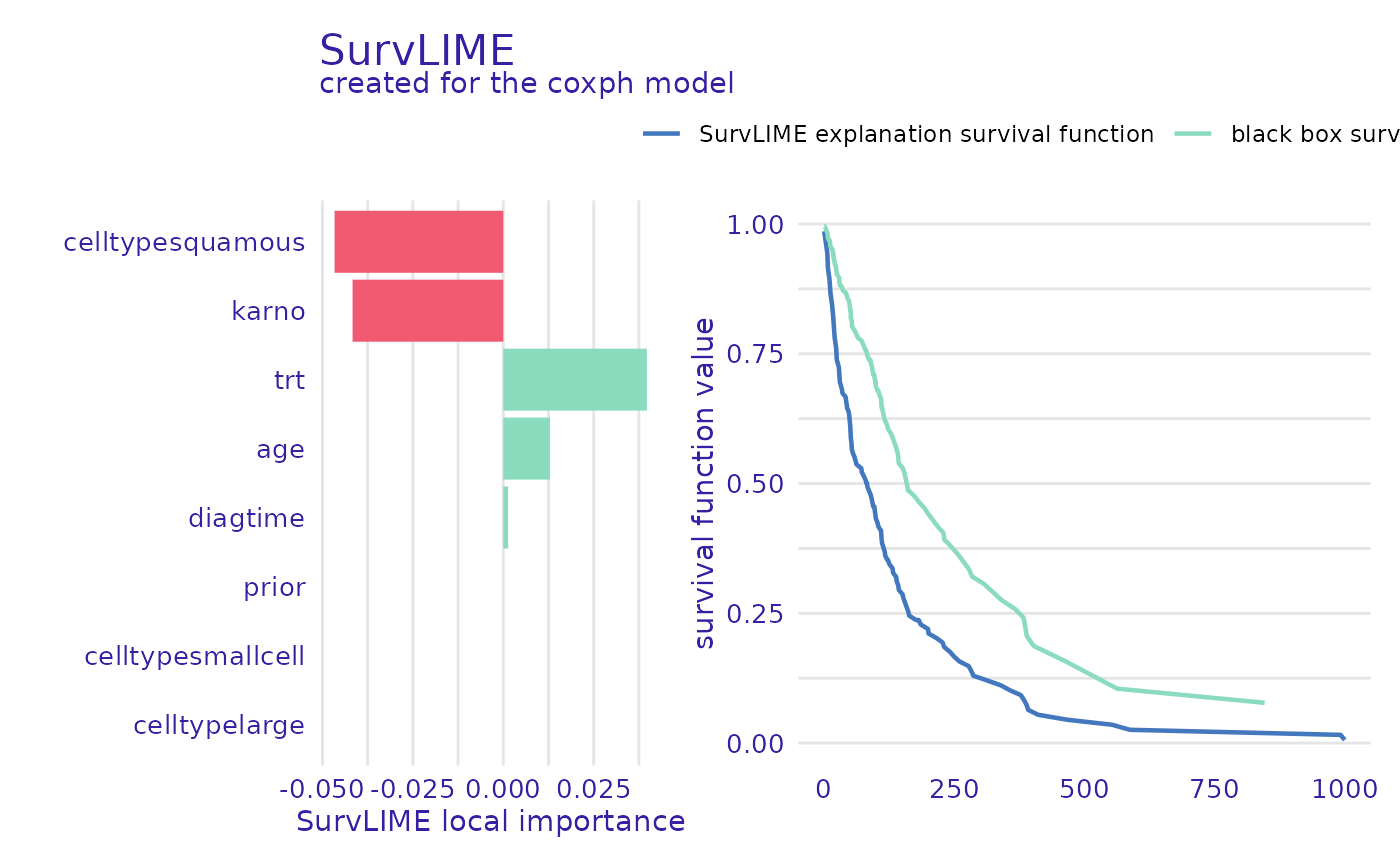 SurvLIME
created for the coxph model
SurvLIME explanation survival function black box surv
celltypesquamous
karno
trt
age
diagtime
prior
celltypesmallcell
celltypelarge
-0.050 -0.025 0.000 0.025
SurvLIME local importance
survival function value
1.00
0.75
0.50
0.25
0.00
0 250 500 750 1000